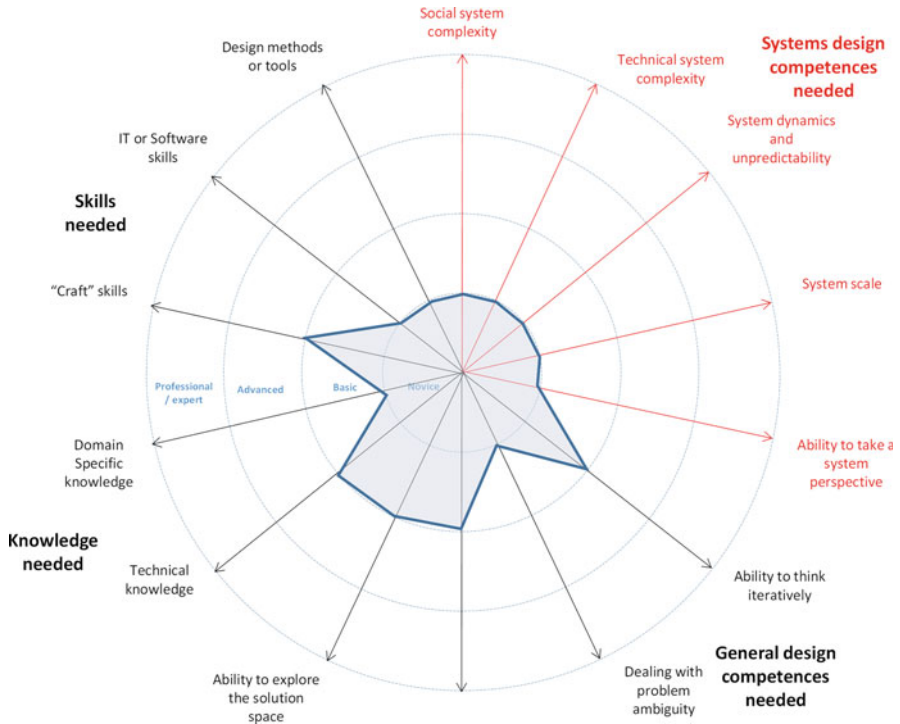 Social system
complexity
Design methods
or tools
Technical system
complexity
Systems design
competences
needed
System dynamics
and
unpredictability
IT or Software
skills
Skills
needed
"Craft" skills
System scale
Professional
/ expert
Advanced
Basic
Novice
Domain
Specific
knowledge
Ability to take a
system
perspective
Knowledge
needed
Technical
knowledge
Ability to think
iteratively
General design
competences
needed
Ability to explore
the solution
space
Dealing with
problem
ambiguity